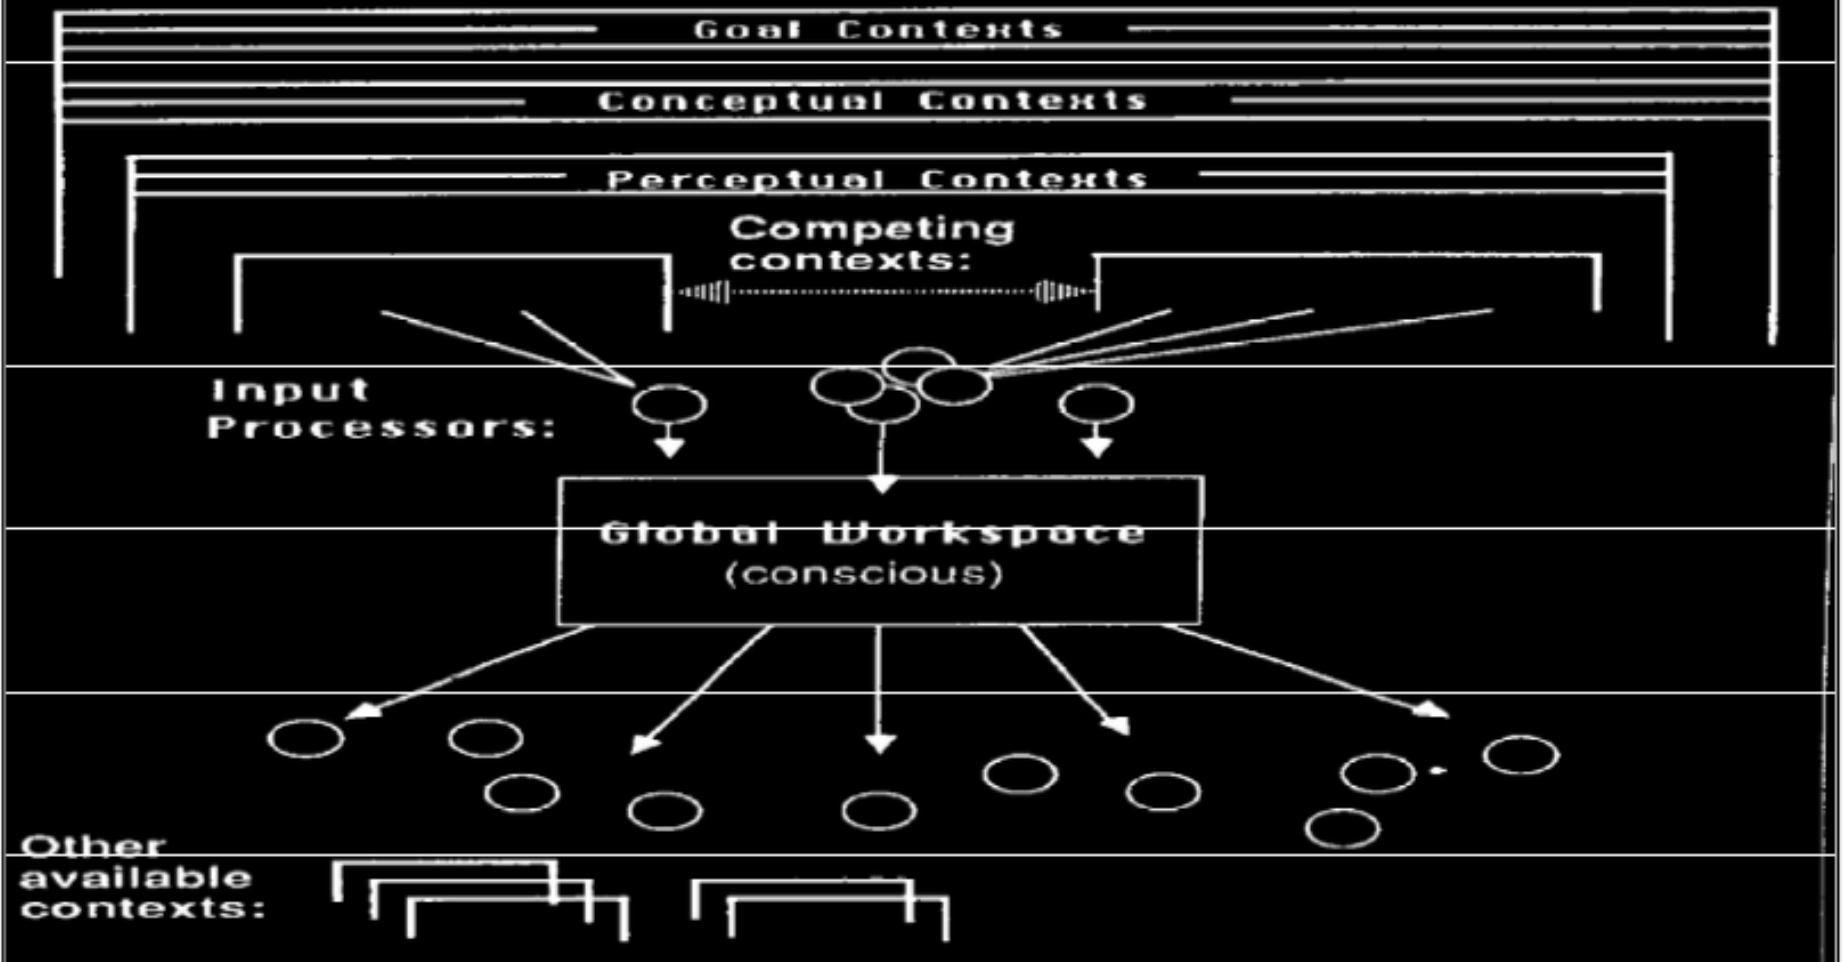 Goal Contexts
Conceptual Contexts
Perceptual Contexts
Competing
contexts:
Input
Processors:
Global Workspace
(conscious)
Other
available
contexts: